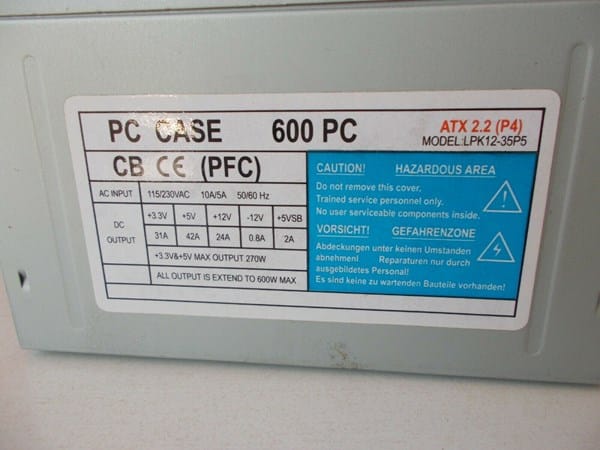 PC CASE 600 PC ATX 2.2 (P4)
MODEL:LPK12-35P5
CB CE (PFC)
AC INPUT 115/230VAC 10A/5A 50/60 Hz
DC OUTPUT +3.3V +5V +12V -12V +5VSB
31A 42A 24A 0.8A 2A
+3.3V&+5V MAX OUTPUT 270W
ALL OUTPUT IS EXTEND TO 600W MAX
CAUTION! HAZARDOUS AREA
Do not remove this cover.
Trained service personnel only.
No user serviceable components inside.
VORSICHT! GEFAHRENZONE
Abdeckungen unter keinen Umstanden
abnehmen! Reparaturen nur durch
ausgebildetes Personal!
Es sind keine zu wartenden Bauteile vorhanden!